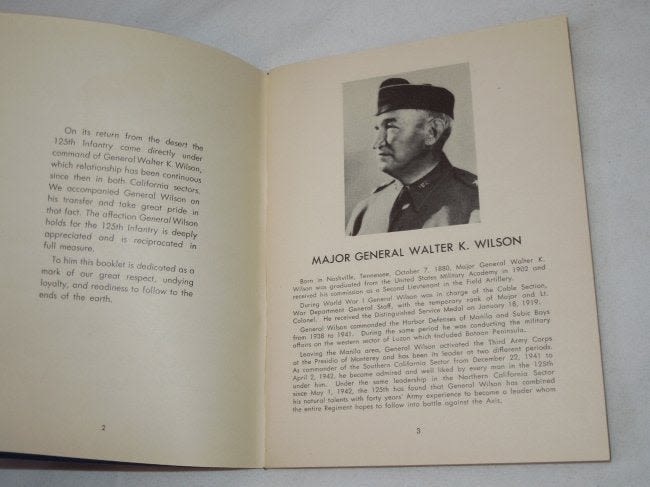 On its return from the desert the
125th Infantry came directly under
command of General Walter K. Wilson,
which relationship has been continuous
since then in both California sectors.
We accompanied General Wilson on
his transfer and take great pride in
that fact. The affection General Wilson
holds for the 125th Infantry is deeply
appreciated and is reciprocated in
full measure.
To him this booklet is dedicated as a
mark of our great respect, undying
loyalty, and readiness to follow to the
ends of the earth.
2
MAJOR GENERAL WALTER K. WILSON
Born in Nashville, Tennessee, October 7, 1880, Major General Walter K.
Wilson was graduated from the United States Military Academy in 1902 and
received his commission as a Second Lieutenant in the Field Artillery.
During World War I General Wilson was in charge of the Cable Section,
War Department General Staff, with the temporary rank of Major and Lt.
Colonel. He received the Distinguished Service Medal on January 18, 1919.
General Wilson commanded the Harbor Defenses of Manila and Subic Bays
from 1938 to 1941. During the same period he was conducting the military
affairs on the western sector of Luzon which included Bataan Peninsula.
Leaving the Manila area, General Wilson activated the Third Army Corps
at the Presidio of Monterey and has been its leader at two different periods.
As commander of the Southern California Sector from December 22, 1941 to
April 2, 1942, he become admired and well liked by every man in the 125th
under him. Under the same leadership in the Northern California Sector
since May 1, 1942, the 125th has found that General Wilson has combined
his natural talents with forty years' Army experience to become a leader whom
the entire Regiment hopes to follow into battle against the Axis.
3